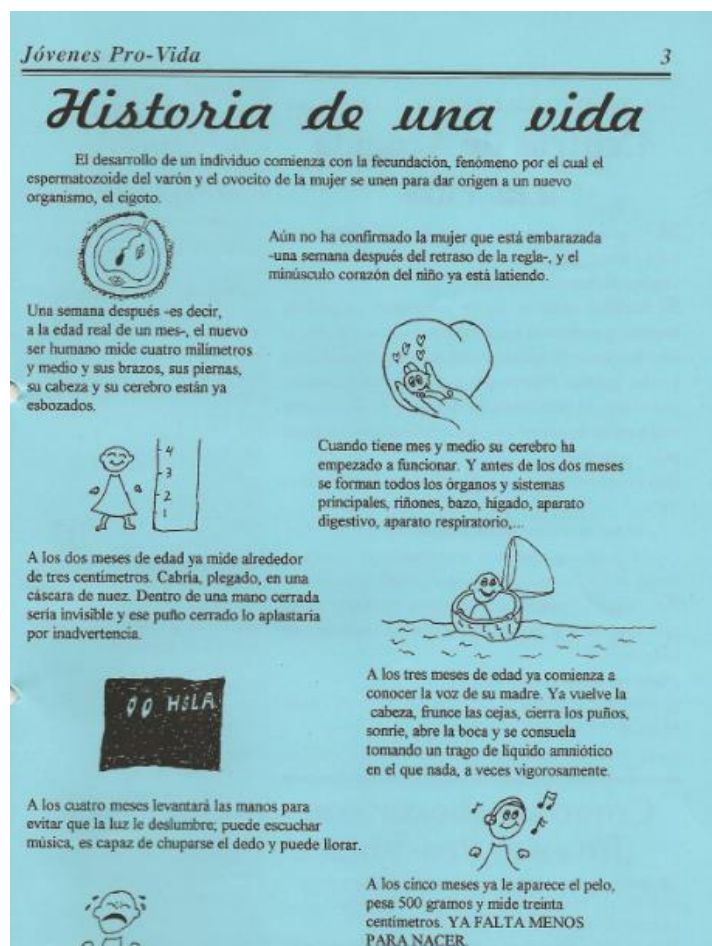 Jóvenes Pro-Vida 3
Historia de una vida
El desarrollo de un individuo comienza con la fecundación, fenómeno por el cual el
espermatozoide del varón y el ovocito de la mujer se unen para dar origen a un nuevo
organismo, el cigoto.
Aún no ha confirmado la mujer que está embarazada
-una semana después del retraso de la regla-, y el
minúsculo corazón del niño ya está latiendo.
Una semana después -es decir,
a la edad real de un mes-, el nuevo
ser humano mide cuatro milímetros
y medio y sus brazos, sus piernas,
su cabeza y su cerebro están ya
esbozados.
4
3
2
1
Cuando tiene mes y medio su cerebro ha
empezado a funcionar. Y antes de los dos meses
se forman todos los órganos y sistemas
principales, riñones, bazo, hígado, aparato
digestivo, aparato respiratorio,...
A los dos meses de edad ya mide alrededor
de tres centímetros. Cabría, plegado, en una
cáscara de nuez. Dentro de una mano cerrada
sería invisible y ese puño cerrado lo aplastaría
por inadvertencia.
HOLA
A los tres meses de edad ya comienza a
conocer la voz de su madre. Ya vuelve la
cabeza, frunce las cejas, cierra los puños,
sonríe, abre la boca y se consuela
tomando un trago de líquido amniótico
en el que nada, a veces vigorosamente.
A los cuatro meses levantará las manos para
evitar que la luz le deslumbre; puede escuchar
música, es capaz de chuparse el dedo y puede llorar.
A los cinco meses ya le aparece el pelo,
pesa 500 gramos y mide treinta
centímetros. YA FALTA MENOS
PARA NACER.